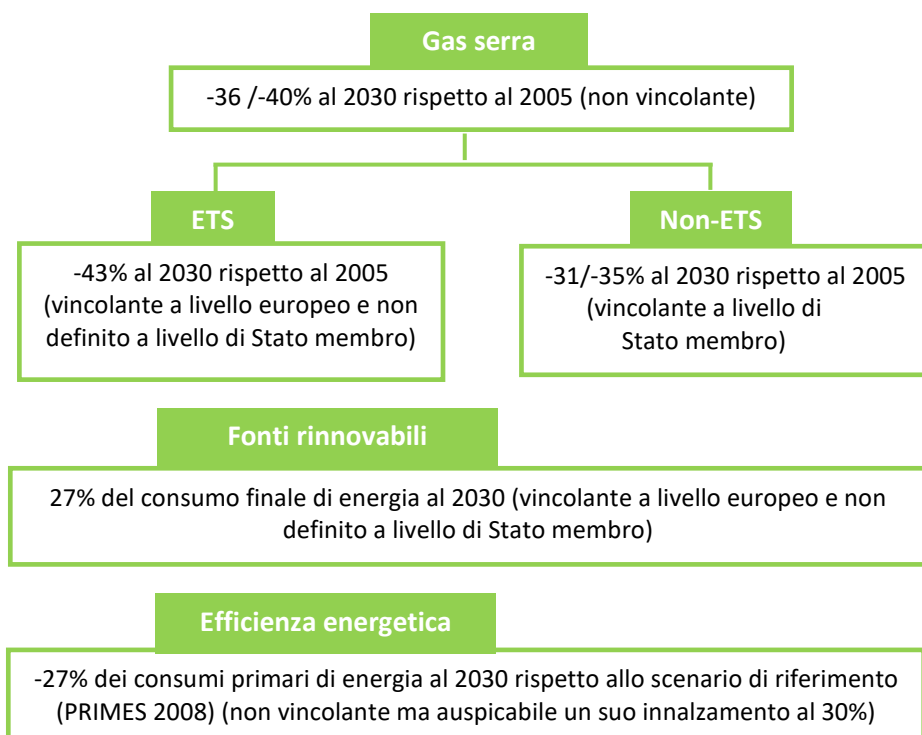 Gas serra
-36 /-40% al 2030 rispetto al 2005 (non vincolante)
ETS
-43% al 2030 rispetto al 2005
(vincolante a livello europeo e non
definito a livello di Stato membro)
Non-ETS
-31/-35% al 2030 rispetto al 2005
(vincolante a livello di
Stato membro)
Fonti rinnovabili
27% del consumo finale di energia al 2030 (vincolante a livello europeo e non
definito a livello di Stato membro)
Efficienza energetica
-27% dei consumi primari di energia al 2030 rispetto allo scenario di riferimento
(PRIMES 2008) (non vincolante ma auspicabile un suo innalzamento al 30%)